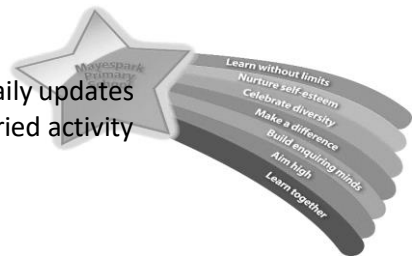 Mayespark
Primary
School
aily updates
ried activity
Learn without limits
Nurture self-esteem
Celebrate diversity
Make a difference
Build enquiring minds
Aim high
Learn together